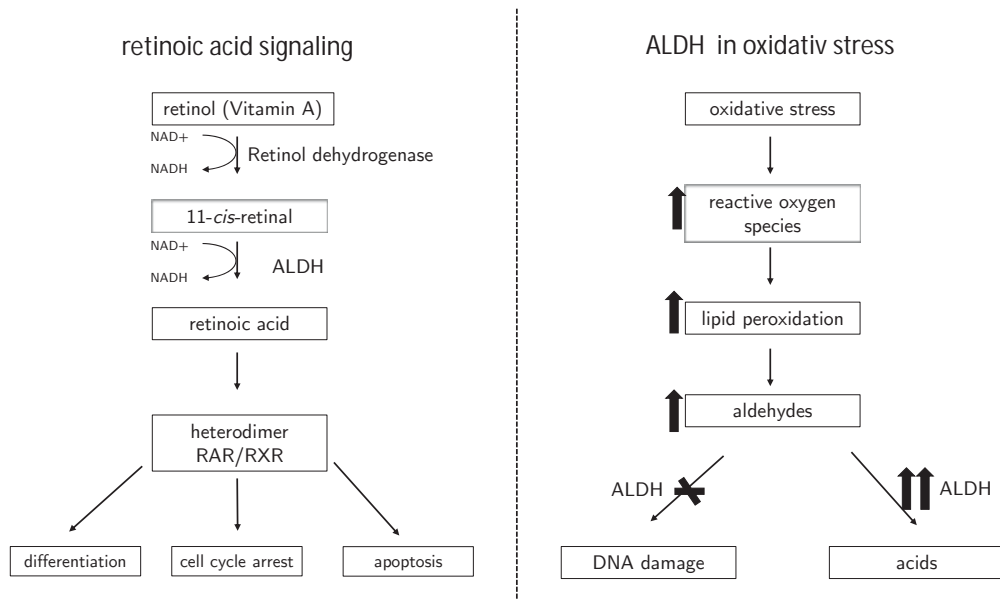 retinoic acid signaling
retinol (Vitamin A)
NAD+
Retinol dehydrogenase
NADH
11-cis-retinal
NAD+
ALDH
NADH
retinoic acid
heterodimer
RAR/RXR
differentiation
cell cycle arrest
apoptosis
ALDH in oxidativ stress
oxidative stress
reactive oxygen
species
lipid peroxidation
aldehydes
ALDH
ALDH
DNA damage
acids